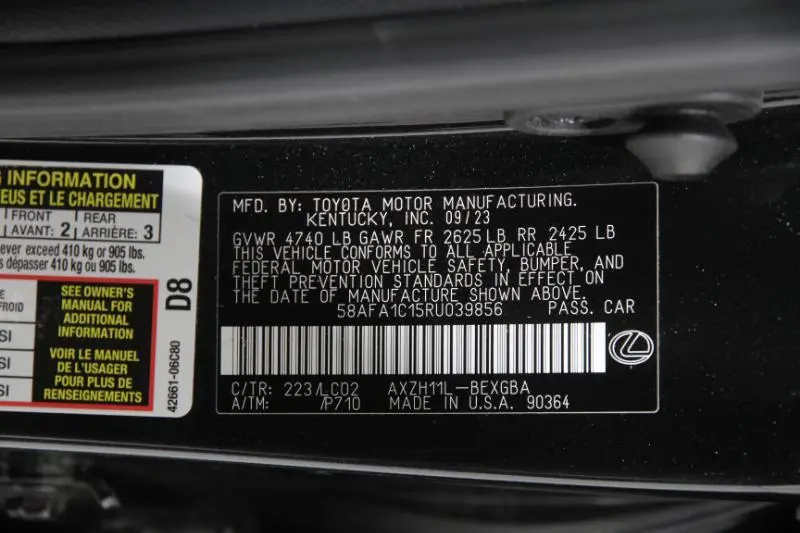 G INFORMATION
EUS ET LE CHARGEMENT
FRONT REAR
AVANT: 2 ARRIÈRE: 3
never exceed 410 kg or 905 lbs.
dépasser 410 kg ou 905 lbs.
FROID
SI
SI
SEE OWNER'S
MANUAL FOR
ADDITIONAL
INFORMATION
VOIR LE MANUEL
DE L'USAGER
POUR PLUS DE
RENSEIGNEMENTS
D8
42661-06C80
MFD. BY: TOYOTA MOTOR MANUFACTURING.
KENTUCKY, INC. 09/23
GVWR 4740 LB GAWR FR 2625 LB RR 2425 LB
THIS VEHICLE CONFORMS TO ALL APPLICABLE
FEDERAL MOTOR VEHICLE SAFETY, BUMPER, AND
THEFT PREVENTION STANDARDS IN EFFECT ON
THE DATE OF MANUFACTURE SHOWN ABOVE.
58AFA1C15RU039856 PASS. CAR
C/TR: 223/LC02 AXZH11L-BEXGBA
A/TM: /P710 MADE IN U.S.A. 90364